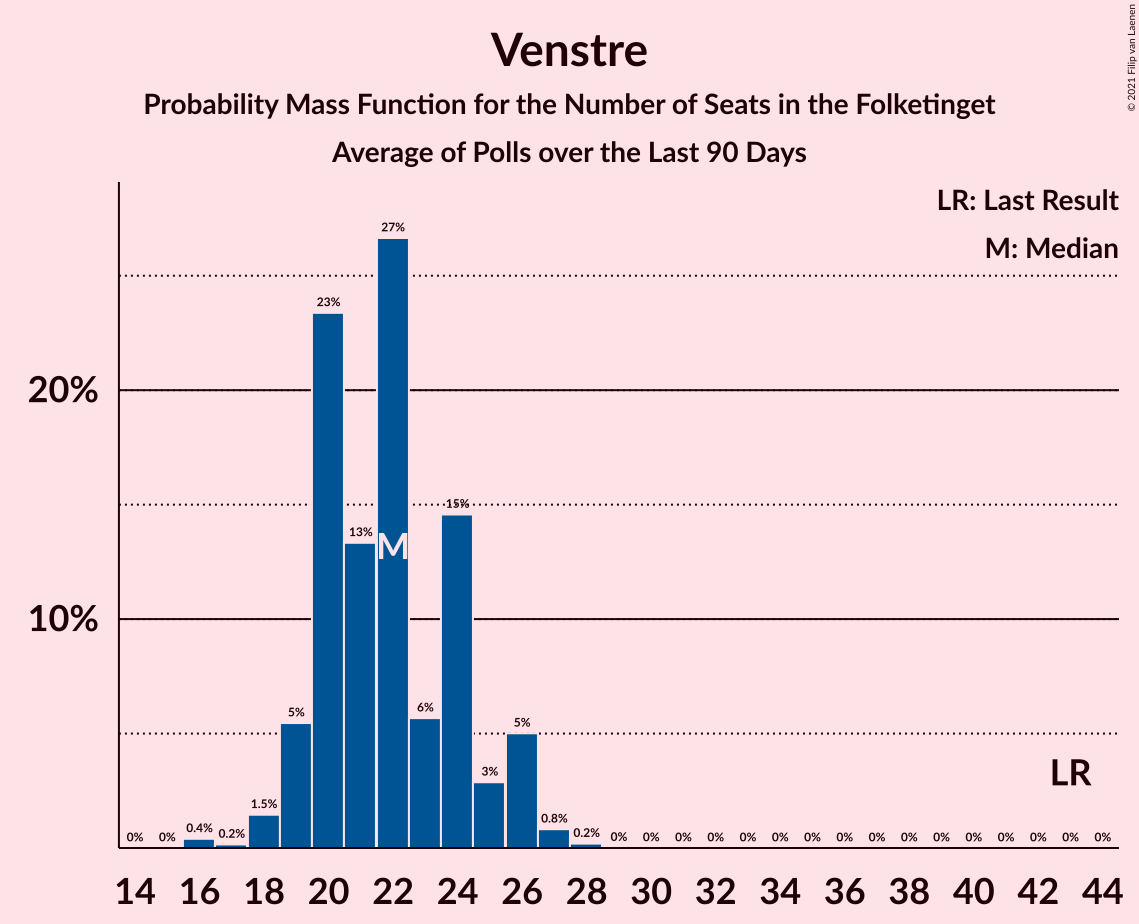 Venstre
Probability Mass Function for the Number of Seats in the Folketinget
Average of Polls over the Last 90 Days
© 2021 Filip van Laenen
LR: Last Result
M: Median
27%
23%
20%
15%
13%
M
10%
5% 6% 5%
3%
LR
1.5%
0% 0% 0.4% 0.2% 0.8% 0.2% 0% 0% 0% 0% 0% 0% 0% 0% 0% 0% 0% 0% 0% 0% 0% 0%
14 16 18 20 22 24 26 28 30 32 34 36 38 40 42 44